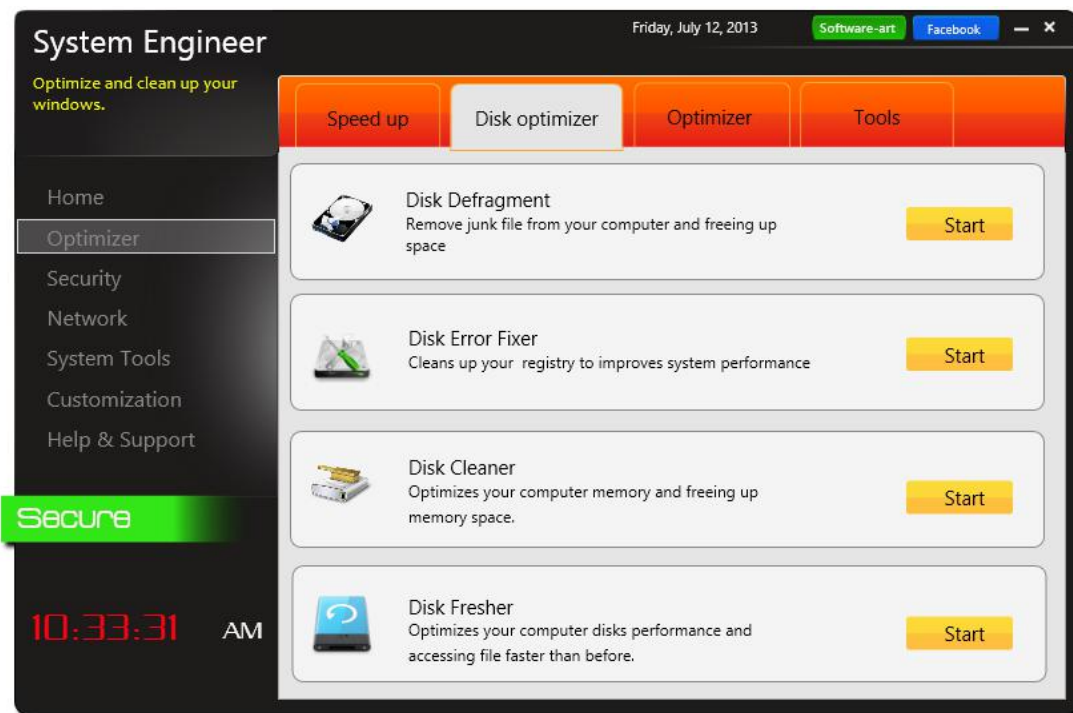 System Engineer
Friday, July 12, 2013
Software-art
Facebook
Optimize and clean up your
windows.
Speed up
Disk optimizer
Optimizer
Tools
Home
Optimizer
Security
Network
System Tools
Customization
Help & Support
Secure
10:33:31 AM
Disk Defragment
Remove junk file from your computer and freeing up
space
Start
Disk Error Fixer
Cleans up your registry to improves system performance
Start
Disk Cleaner
Optimizes your computer memory and freeing up
memory space.
Start
Disk Fresher
Optimizes your computer disks performance and
accessing file faster than before.
Start